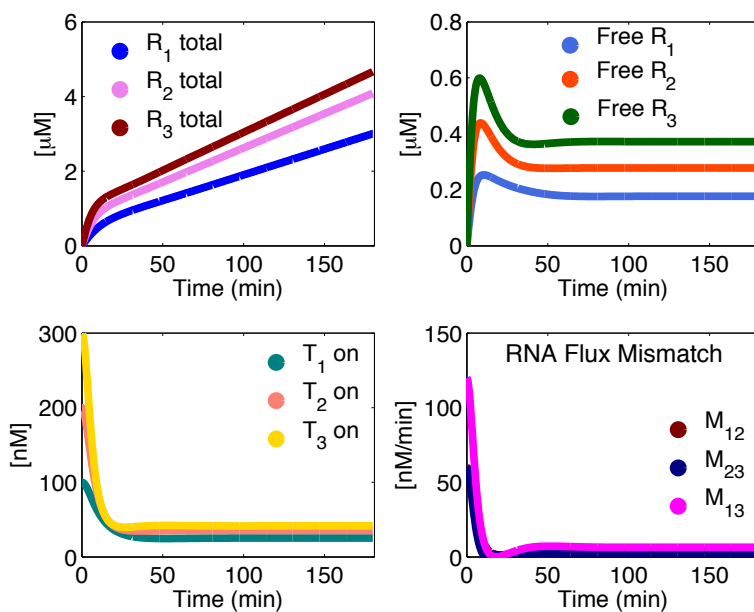 6
4
2
0
[µM]
R1 total
R2 total
R3 total
0 50 100 150
Time (min)
0.8
0.6
0.4
0.2
0
[µM]
Free R1
Free R2
Free R3
0 50 100 150
Time (min)
300
200
100
0
[nM]
T1 on
T2 on
T3 on
0 50 100 150
Time (min)
150
100
50
0
[nM/min]
RNA Flux Mismatch
M12
M23
M13
0 50 100 150
Time (min)